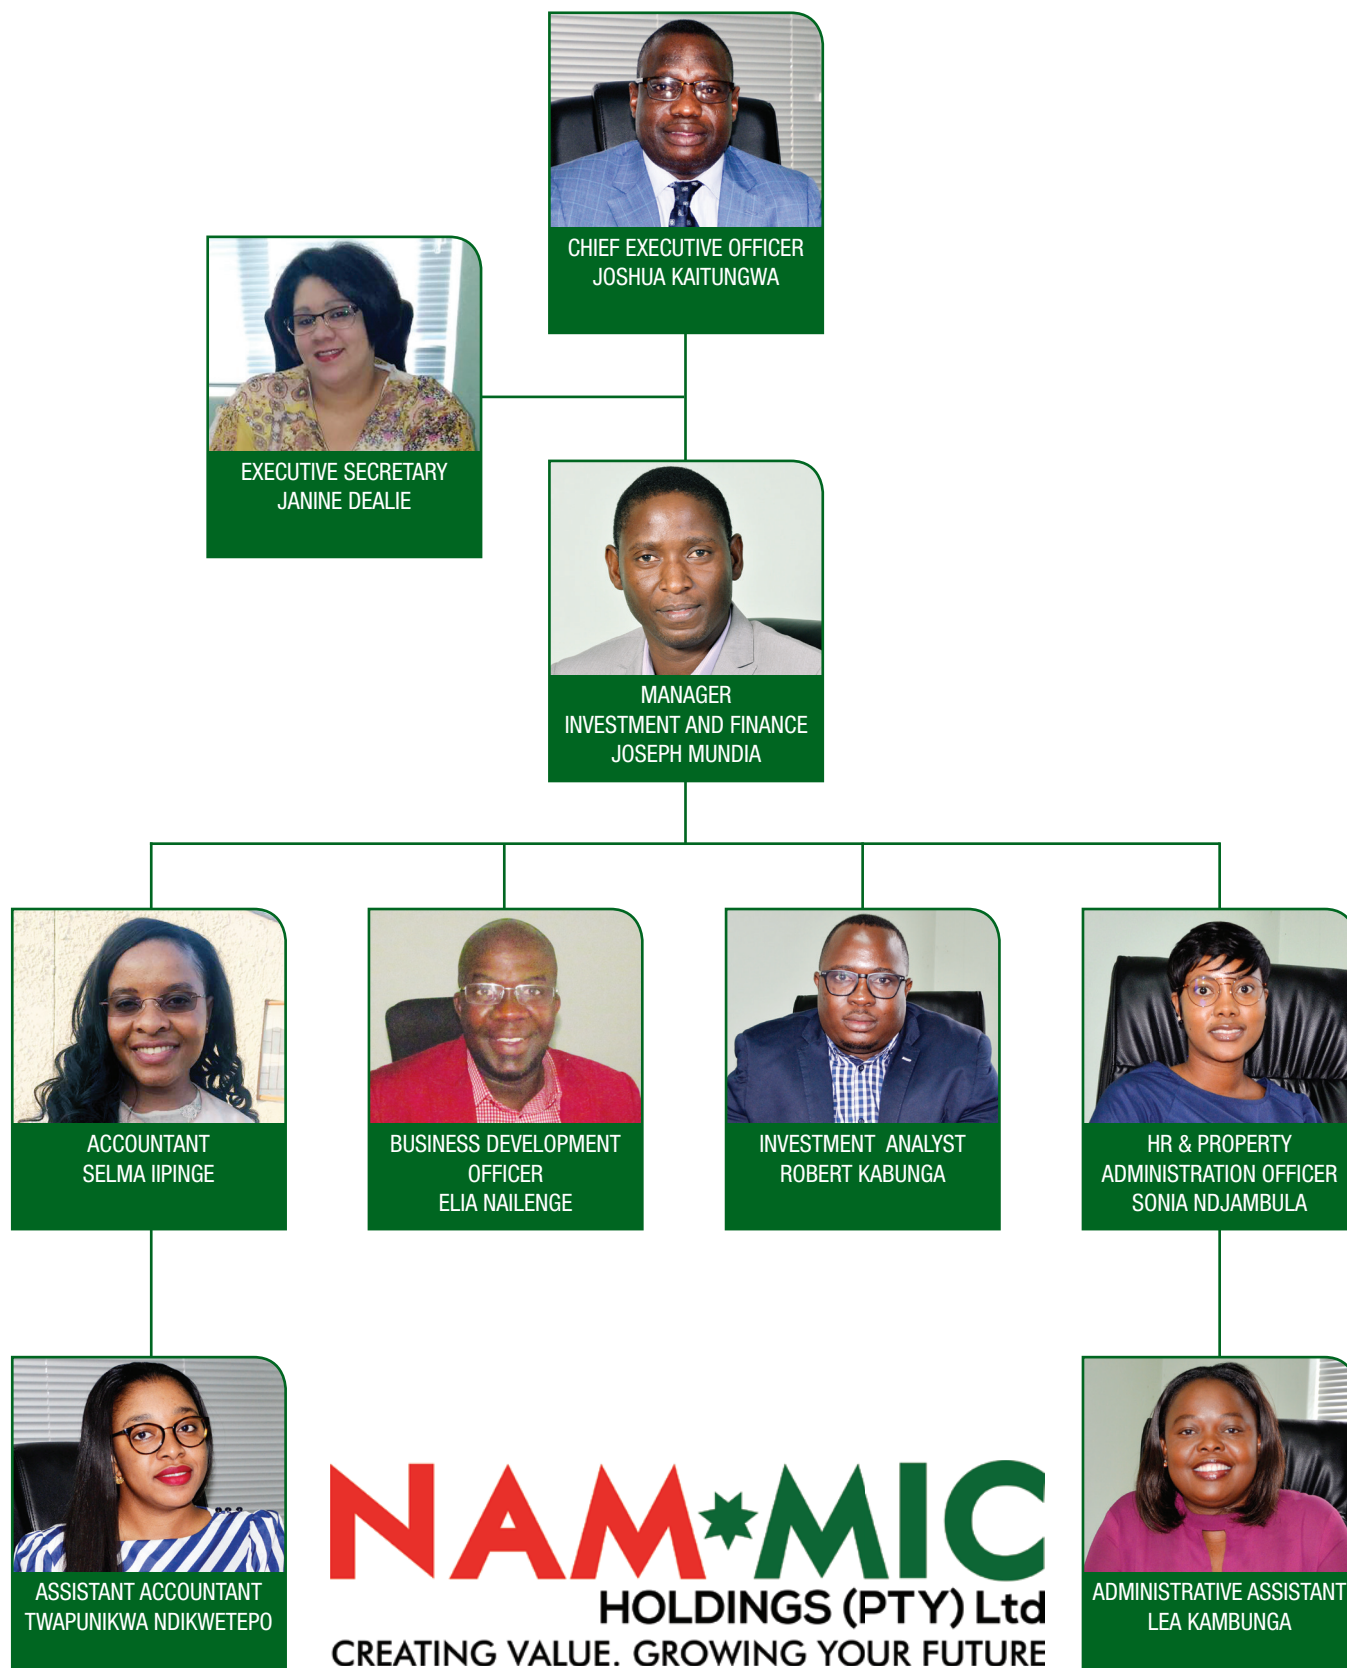 CHIEF EXECUTIVE OFFICER
JOSHUA KAITUNGWA
EXECUTIVE SECRETARY
JANINE DEALIE
MANAGER
INVESTMENT AND FINANCE
JOSEPH MUNDIA
ACCOUNTANT
SELMA IIPINGE
BUSINESS DEVELOPMENT
OFFICER
ELIA NAILENGE
INVESTMENT ANALYST
ROBERT KABUNGA
HR & PROPERTY
ADMINISTRATION OFFICER
SONIA NDJAMBULA
ASSISTANT ACCOUNTANT
TWAPUNIKWA NDIKWETEPO
NAM MIC
HOLDINGS (PTY) Ltd
CREATING VALUE. GROWING YOUR FUTURE
ADMINISTRATIVE ASSISTANT
LEA KAMBUNGA